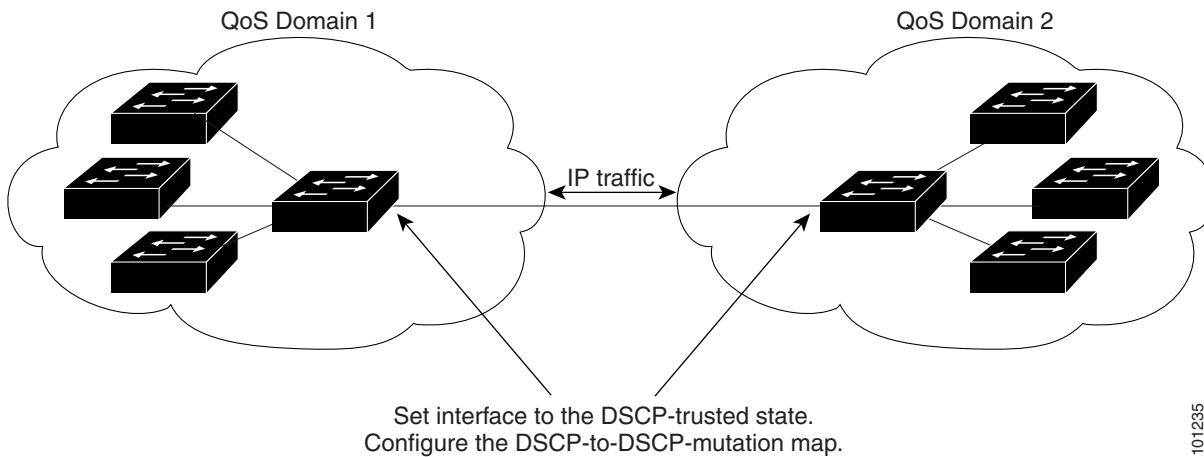 QoS Domain 1
QoS Domain 2
IP traffic
Set interface to the DSCP-trusted state.
Configure the DSCP-to-DSCP-mutation map.
101235